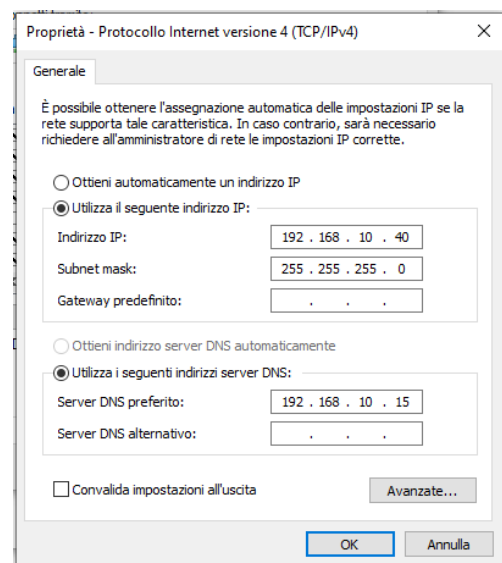 Proprietà - Protocollo Internet versione 4 (TCP/IPv4)
Generale
È possibile ottenere l'assegnazione automatica delle impostazioni IP se la
rete supporta tale caratteristica. In caso contrario, sarà necessario
richiedere all'amministratore di rete le impostazioni IP corrette.
Ottieni automaticamente un indirizzo IP
Utilizza il seguente indirizzo IP:
Indirizzo IP: 192 . 168 . 10 . 40
Subnet mask: 255 . 255 . 255 . 0
Gateway predefinito: . . .
Ottieni indirizzo server DNS automaticamente
Utilizza i seguenti indirizzi server DNS:
Server DNS preferito: 192 . 168 . 10 . 15
Server DNS alternativo: . . .
Convalida impostazioni all'uscita Avanzate...
OK Annulla